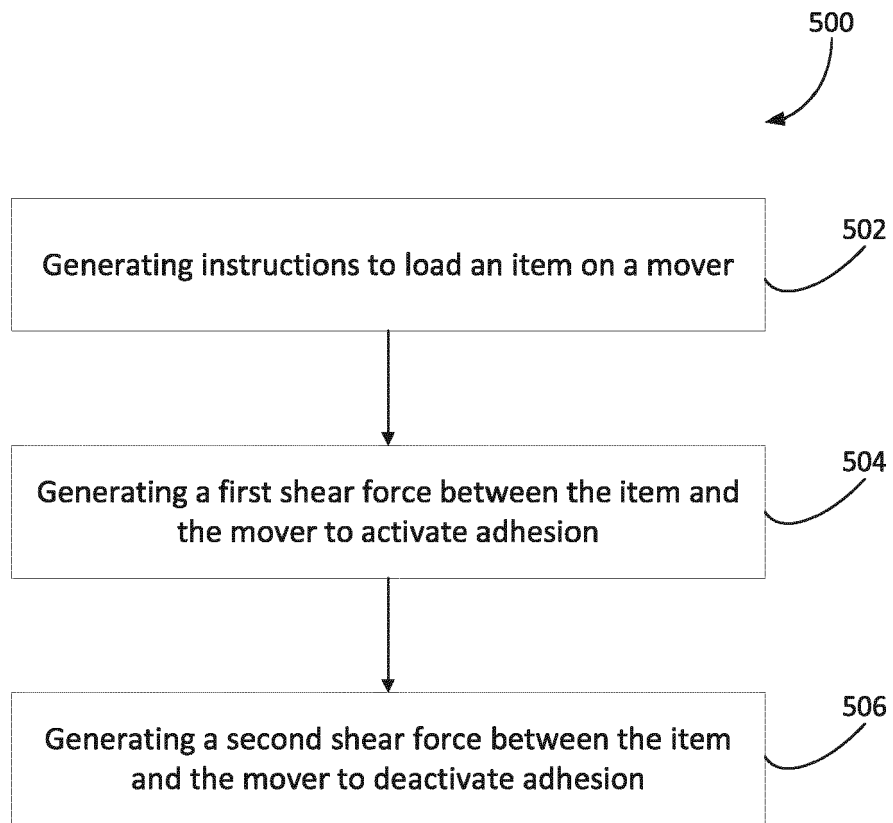 500
502
Generating instructions to load an item on a mover
504
Generating a first shear force between the item and
the mover to activate adhesion
506
Generating a second shear force between the item
and the mover to deactivate adhesion